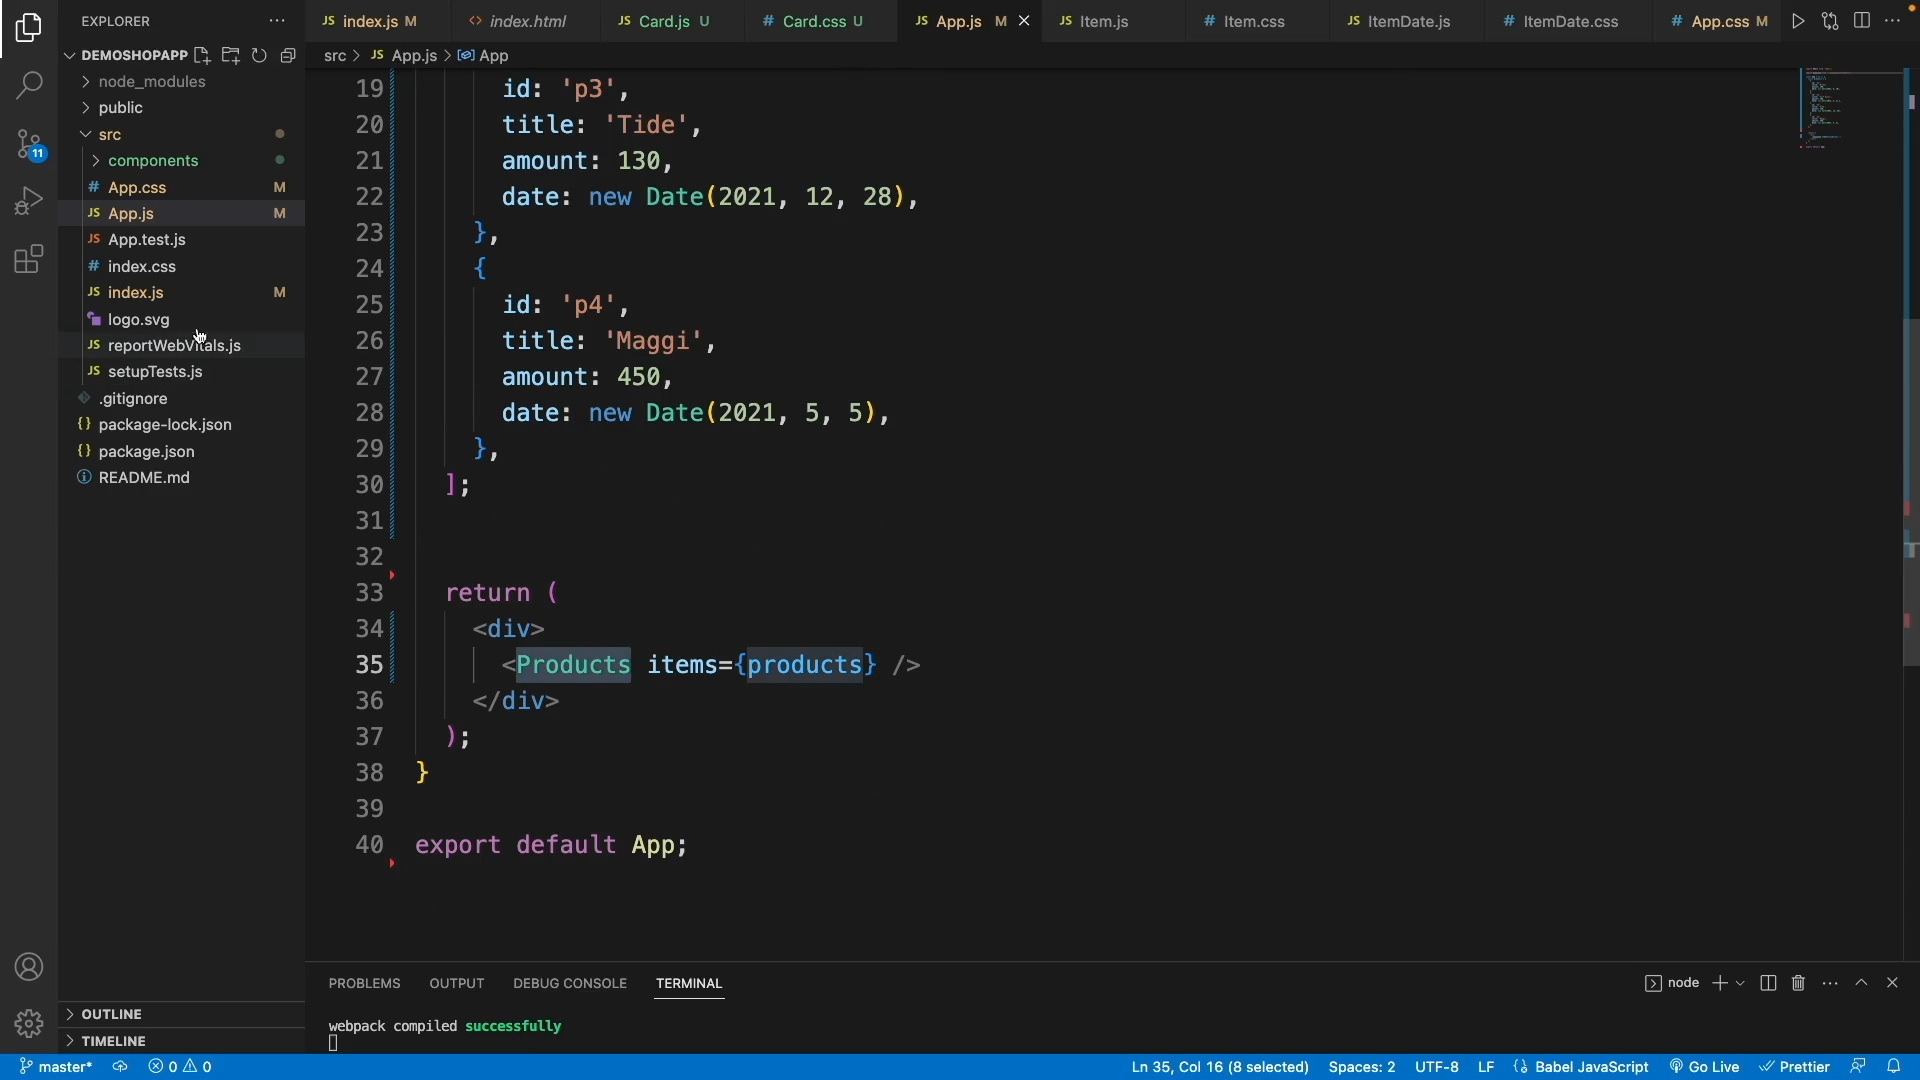 EXPLORER
index.js M
index.html
Card.js U
Card.css U
App.js M
Item.js
Item.css
ItemDate.js
ItemDate.css
App.css M
DEMOSHOPAPP
src > App.js > App
node_modules
public
src
components
App.css M
App.js M
App.test.js
index.css
index.js M
logo.svg
reportWebVitals.js
setupTests.js
.gitignore
package-lock.json
package.json
README.md
11
19 id: 'p3',
20 title: 'Tide',
21 amount: 130,
22 date: new Date(2021, 12, 28),
23 },
24 {
25 id: 'p4',
26 title: 'Maggi',
27 amount: 450,
28 date: new Date(2021, 5, 5),
29 },
30 ];
31
32
33 return (
34 <div>
35 <Products items={products} />
36 </div>
37 );
38 }
39
40 export default App;
PROBLEMS OUTPUT DEBUG CONSOLE TERMINAL
node
webpack compiled successfully
OUTLINE
TIMELINE
master* 0 0 Ln 35, Col 16 (8 selected) Spaces: 2 UTF-8 LF Babel JavaScript Go Live Prettier